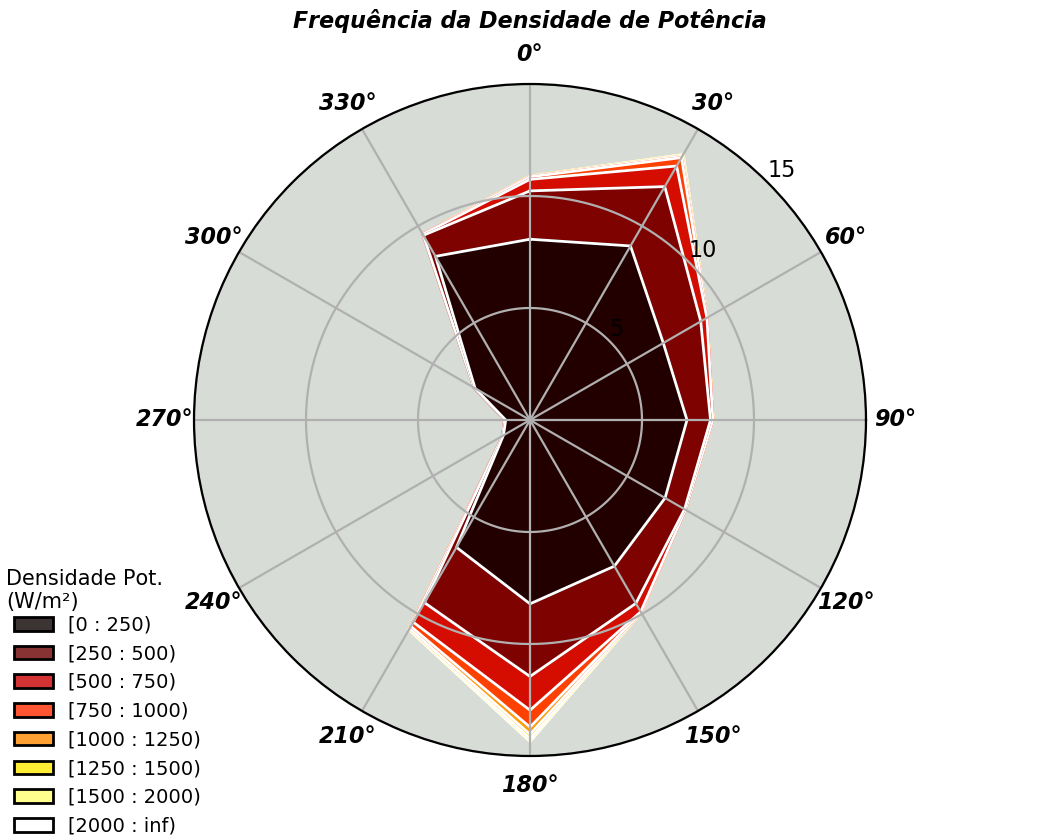 Frequência da Densidade de Potência
0°
330°
30°
15
300°
60°
10
5
270°
90°
240°
120°
210°
150°
180°
Densidade Pot.
(W/m²)
[0 : 250)
[250 : 500)
[500 : 750)
[750 : 1000)
[1000 : 1250)
[1250 : 1500)
[1500 : 2000)
[2000 : inf)